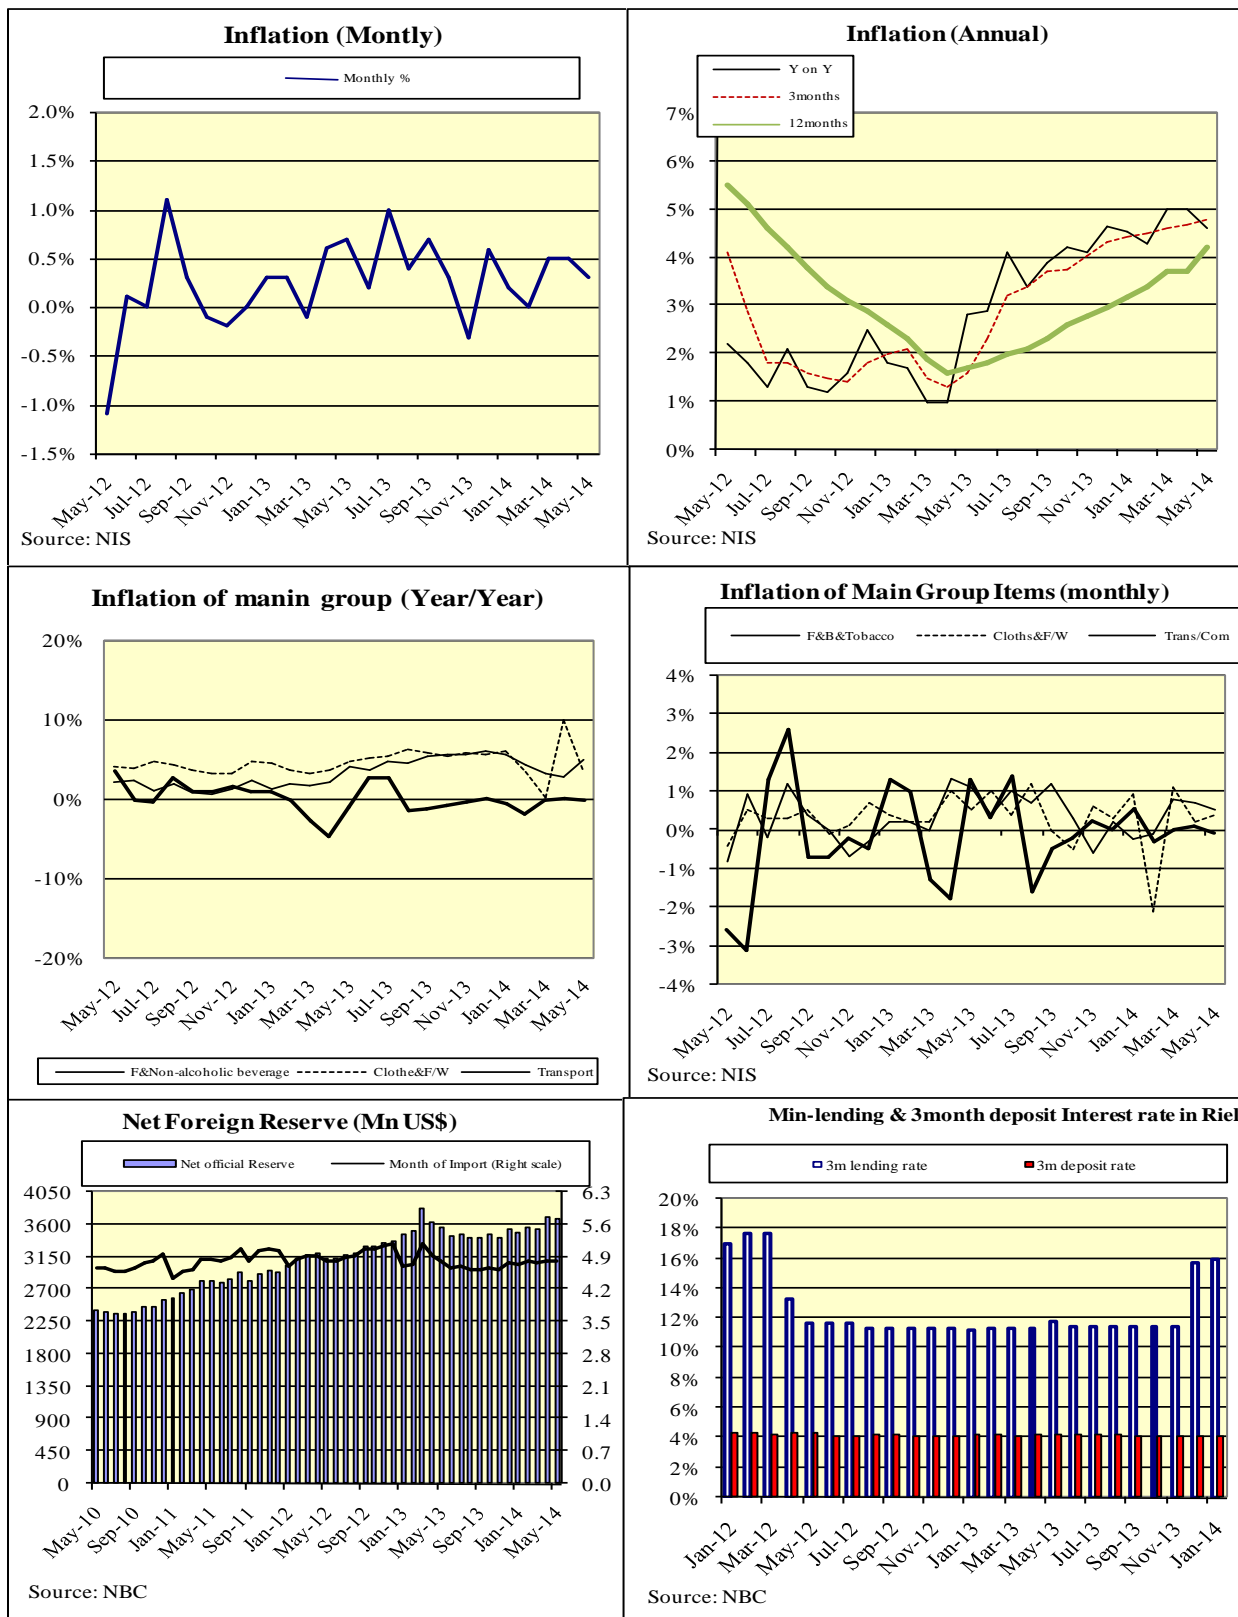 Inflation (Montly)
Monthly %
2.0%
1.5%
1.0%
0.5%
0.0%
-0.5%
-1.0%
-1.5%
May-12
Jul-12
Sep-12
Nov-12
Jan-13
Mar-13
May-13
Jul-13
Sep-13
Nov-13
Jan-14
Mar-14
May-14
Source: NIS
Inflation (Annual)
Y on Y
3months
12months
7%
6%
5%
4%
3%
2%
1%
0%
May-12
Jul-12
Sep-12
Nov-12
Jan-13
Mar-13
May-13
Jul-13
Sep-13
Nov-13
Jan-14
Mar-14
May-14
Source: NIS
Inflation of manin group (Year/Year)
20%
10%
0%
-10%
-20%
May-12
Jul-12
Sep-12
Nov-12
Jan-13
Mar-13
May-13
Jul-13
Sep-13
Nov-13
Jan-14
Mar-14
May-14
F&Non-alcoholic beverage Clothe&F/W Transport
Inflation of Main Group Items (monthly)
F&B&Tobacco Cloths&F/W Trans/Com
4%
3%
2%
1%
0%
-1%
-2%
-3%
-4%
May-12
Jul-12
Sep-12
Nov-12
Jan-13
Mar-13
May-13
Jul-13
Sep-13
Nov-13
Jan-14
Mar-14
May-14
Source: NIS
Net Foreign Reserve (Mn US$)
Net official Reserve Month of Import (Right scale)
4050
3600
3150
2700
2250
1800
1350
900
450
0
6.3
5.6
4.9
4.2
3.5
2.8
2.1
1.4
0.7
0.0
May-10
Sep-10
Jan-11
May-11
Sep-11
Jan-12
May-12
Sep-12
Jan-13
May-13
Sep-13
Jan-14
May-14
Source: NBC
Min-lending & 3month deposit Interest rate in Riel
3m lending rate 3m deposit rate
20%
18%
16%
14%
12%
10%
8%
6%
4%
2%
0%
Jan-12
Mar-12
May-12
Jul-12
Sep-12
Nov-12
Jan-13
Mar-13
May-13
Jul-13
Sep-13
Nov-13
Jan-14
Source: NBC